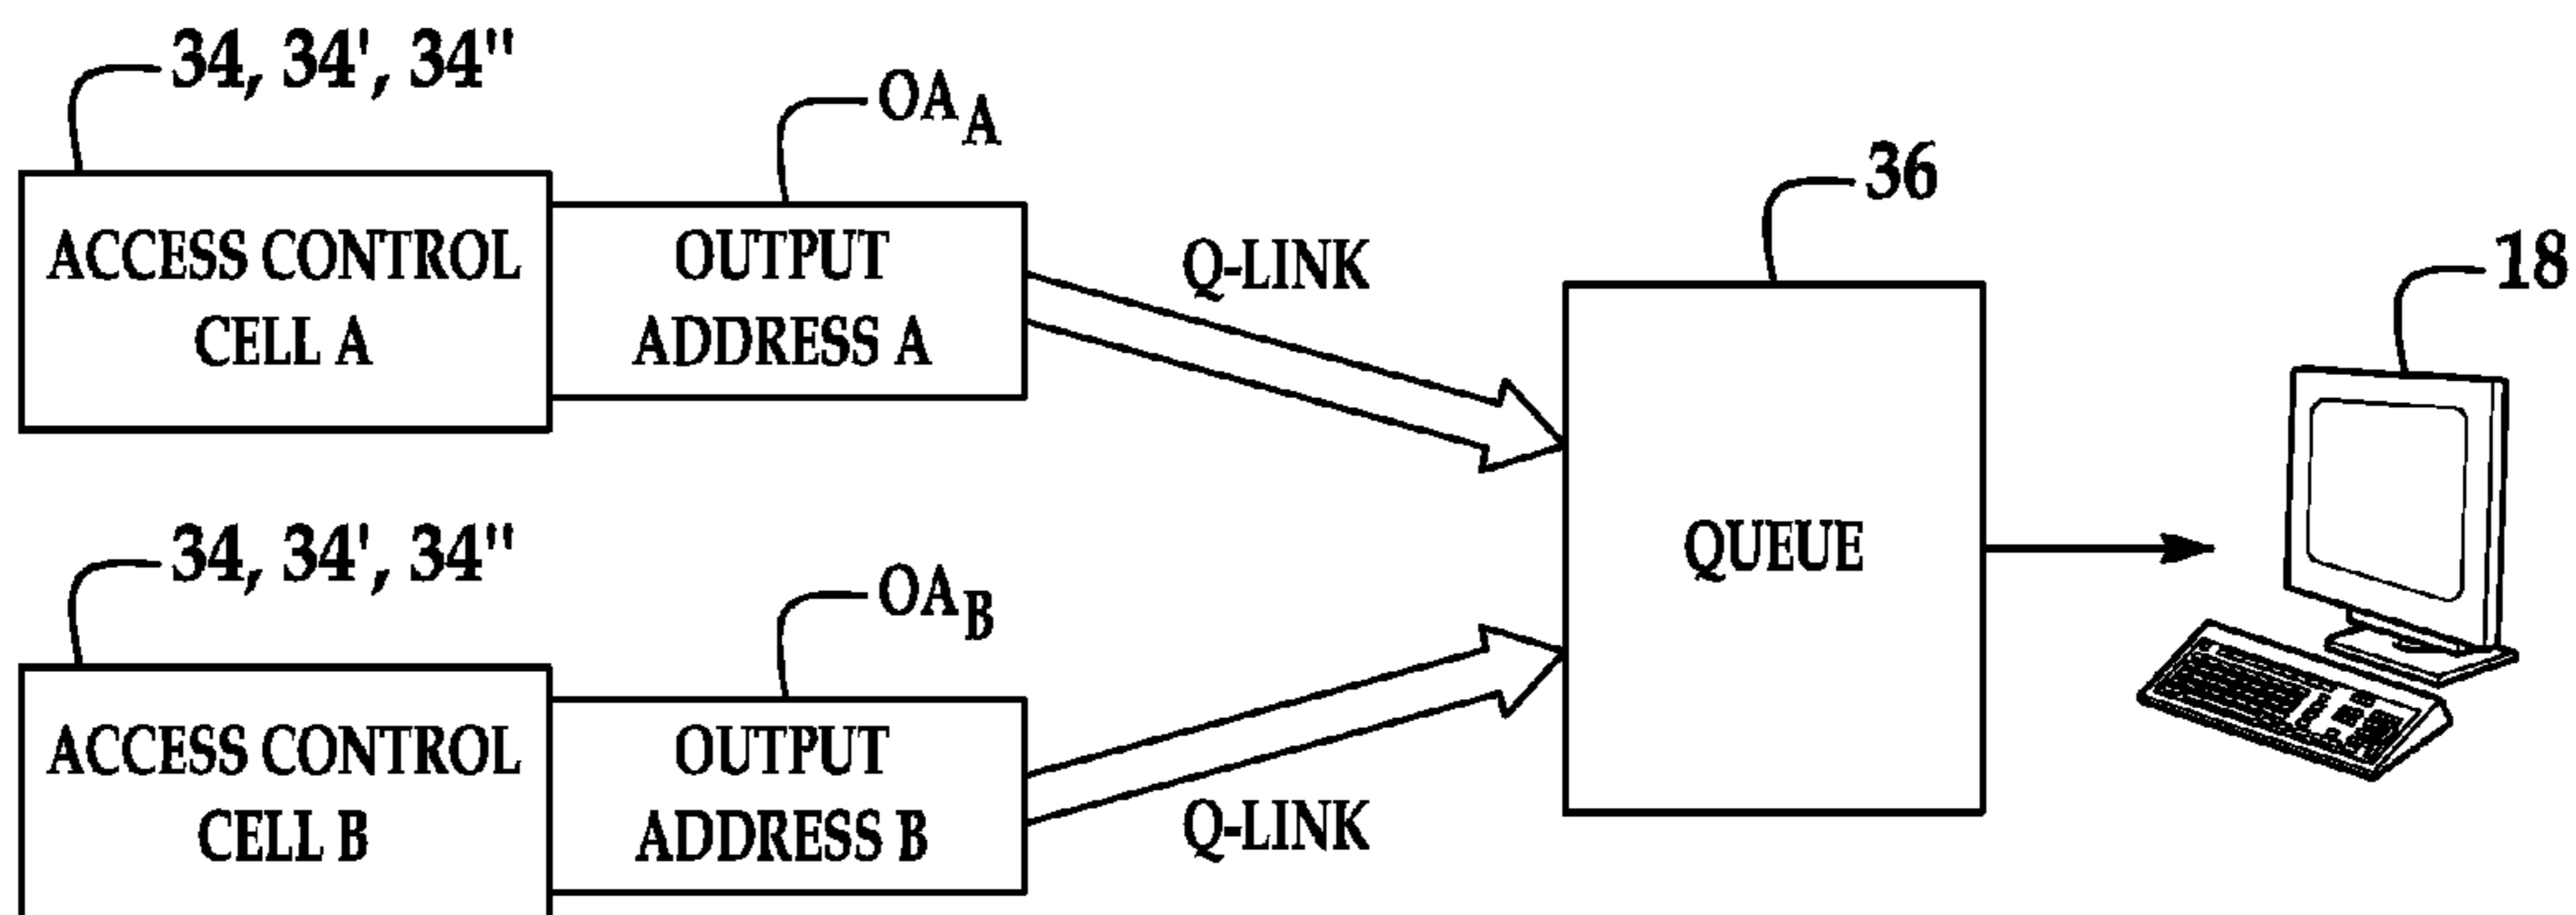 34, 34', 34"
OA_A
36
18
ACCESS CONTROL
CELL A
OUTPUT
ADDRESS A
Q-LINK
QUEUE
34, 34', 34"
OA_B
ACCESS CONTROL
CELL B
OUTPUT
ADDRESS B
Q-LINK